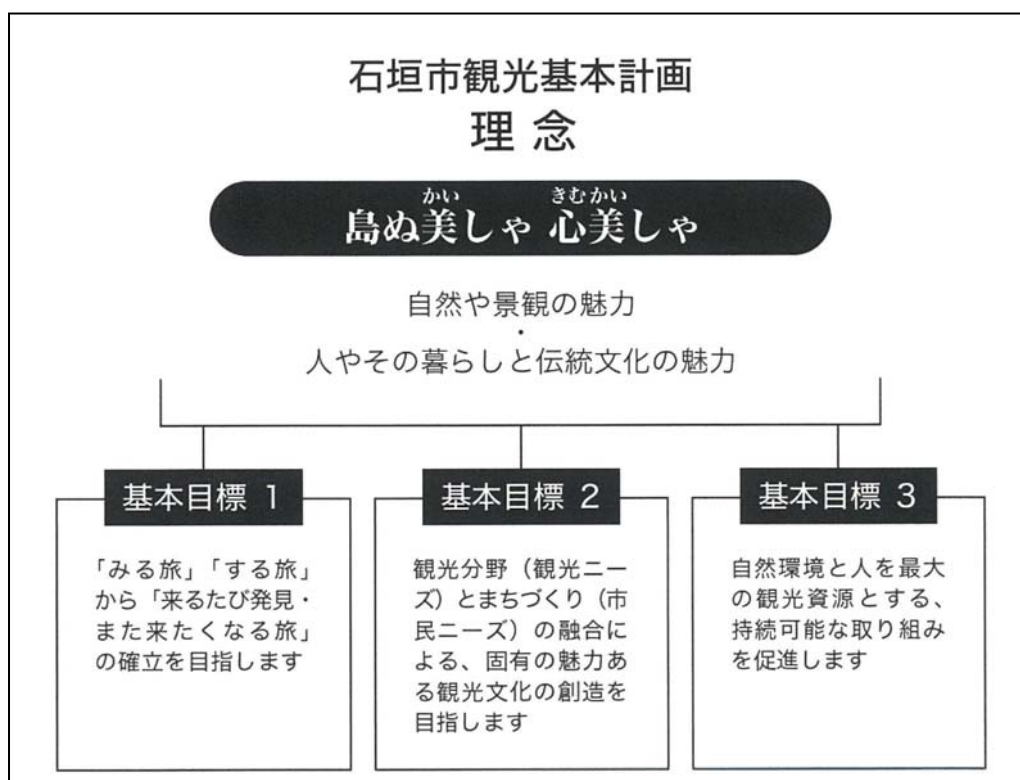 石垣市観光基本計画
理念
かい きむかい
島ぬ美しゃ 心美しゃ
自然や景観の魅力
・
人やその暮らしと伝統文化の魅力
基本目標 1
「みる旅」「する旅」
から「来るたび発見・
また来たくなる旅」
の確立を目指します
基本目標 2
観光分野（観光ニー
ズ）とまちづくり（市
民ニーズ）の融合に
よる、固有の魅力あ
る観光文化の創造を
目指します
基本目標 3
自然環境と人を最大
の観光資源とする、
持続可能な取り組み
を促進します